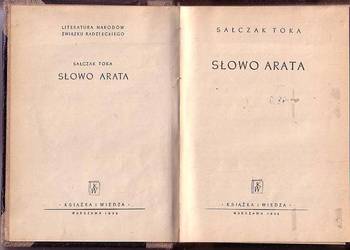 LITERATURA NARODÓW
ZWIĄZKU RADZIECKIEGO
SAŁCZAK TOKA
SŁOWO ARATA
KSIĄŻKA I WIEDZA
WARSZAWA
SAŁCZAK TOKA
SŁOWO ARATA
KSIĄŻKA I WIEDZA
WARSZAWA